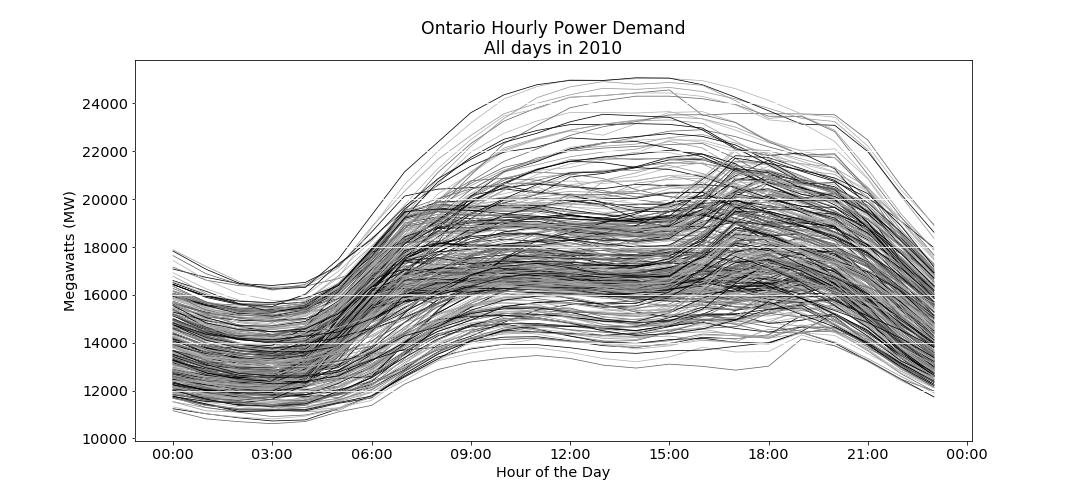 Ontario Hourly Power Demand
All days in 2010
Megawatts (MW)
24000
22000
20000
18000
16000
14000
12000
10000
00:00 03:00 06:00 09:00 12:00 15:00 18:00 21:00 00:00
Hour of the Day